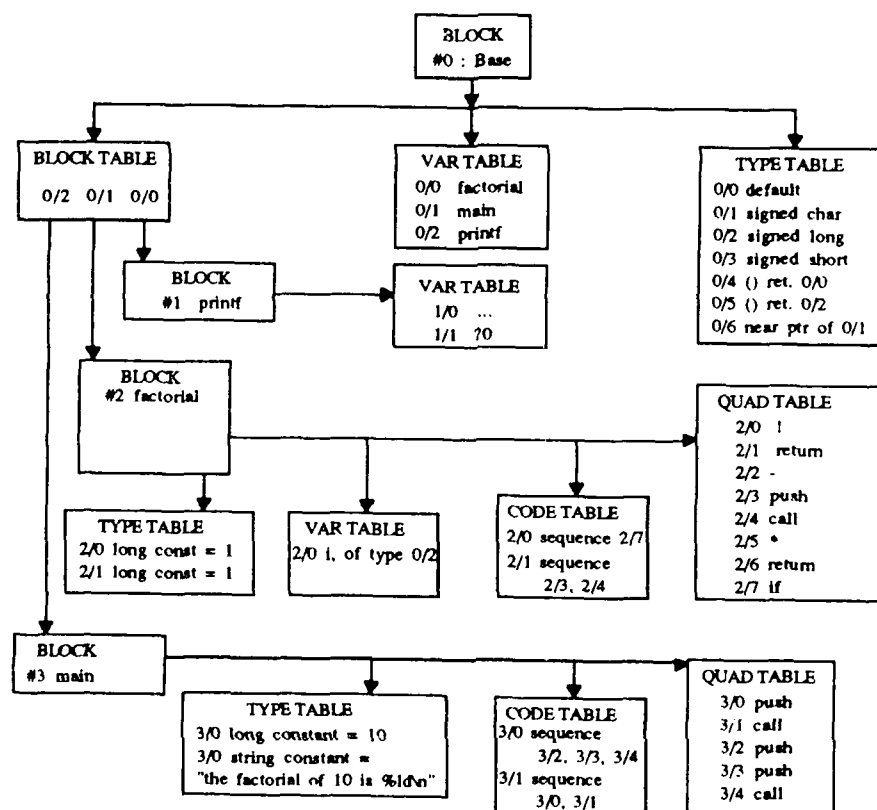 BLOCK
#0 : Base
BLOCK TABLE
0/2 0/1 0/0
VAR TABLE
0/0 factorial
0/1 main
0/2 printf
TYPE TABLE
0/0 default
0/1 signed char
0/2 signed long
0/3 signed short
0/4 () ret. 0/0
0/5 () ret. 0/2
0/6 near ptr of 0/1
BLOCK
#1 printf
VAR TABLE
1/0 ...
1/1 ?0
BLOCK
#2 factorial
QUAD TABLE
2/0 !
2/1 return
2/2 -
2/3 push
2/4 call
2/5 *
2/6 return
2/7 if
TYPE TABLE
2/0 long const = 1
2/1 long const = 1
VAR TABLE
2/0 i, of type 0/2
CODE TABLE
2/0 sequence 2/7
2/1 sequence
2/3, 2/4
BLOCK
#3 main
TYPE TABLE
3/0 long constant = 10
3/0 string constant =
"the factorial of 10 is %ld\n"
CODE TABLE
3/0 sequence
3/2, 3/3, 3/4
3/1 sequence
3/0, 3/1
QUAD TABLE
3/0 push
3/1 call
3/2 push
3/3 push
3/4 call